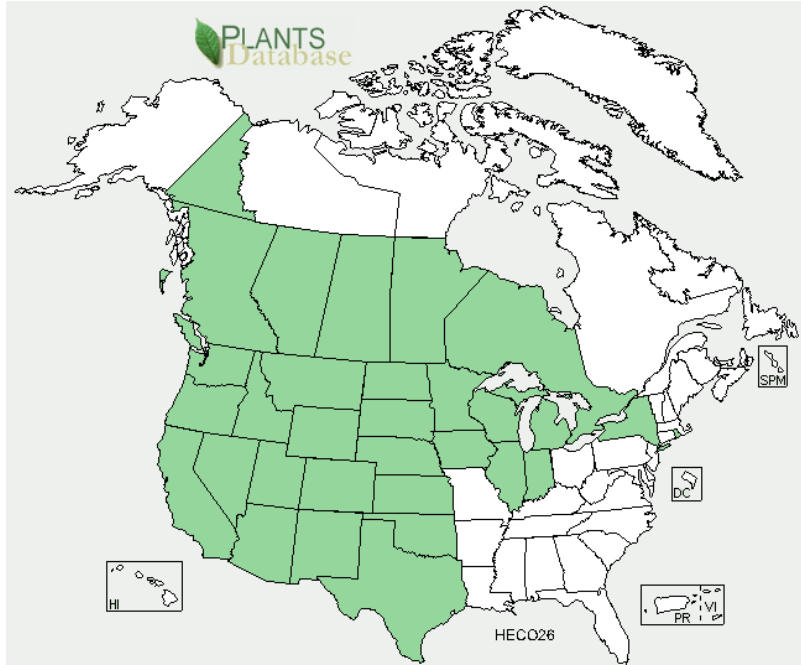 PLANTS
Database
SPM
DC
HI
PR
VI
HECO26